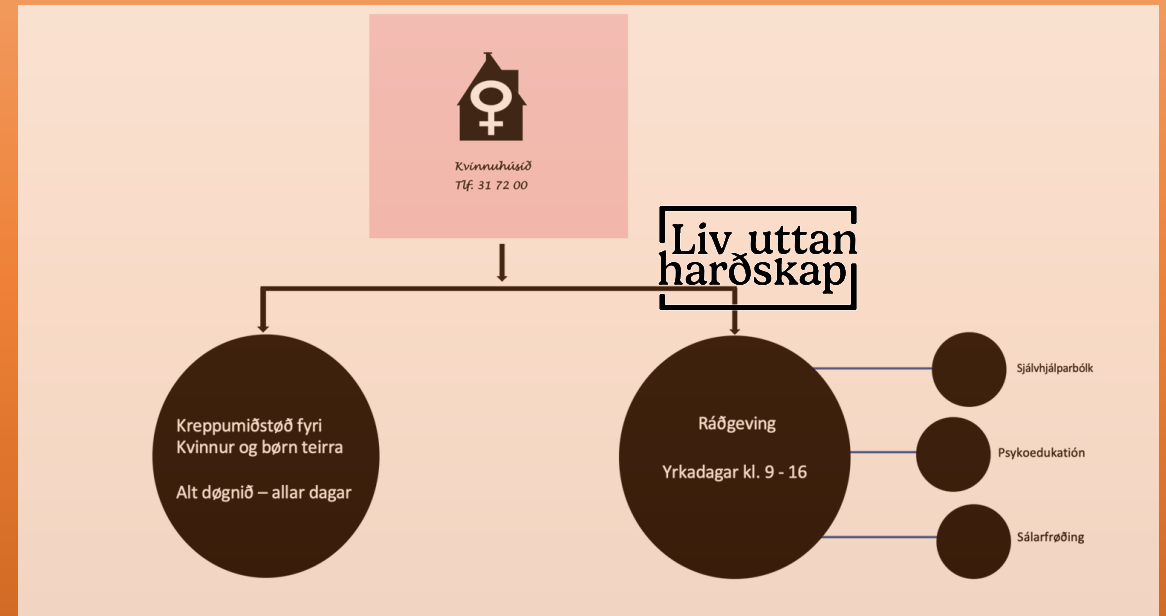 Kvinnuhúsið
Tlf. 31 72 00
Liv uttan
harðskap
Kreppumiðstøð fyri
Kvinnur og børn teirra
Alt døgnið – allar dagar
Ráðgeving
Yrkadagar kl. 9 - 16
Sjálvhjálparbólk
Psykoedukatión
Sálarfrøðing